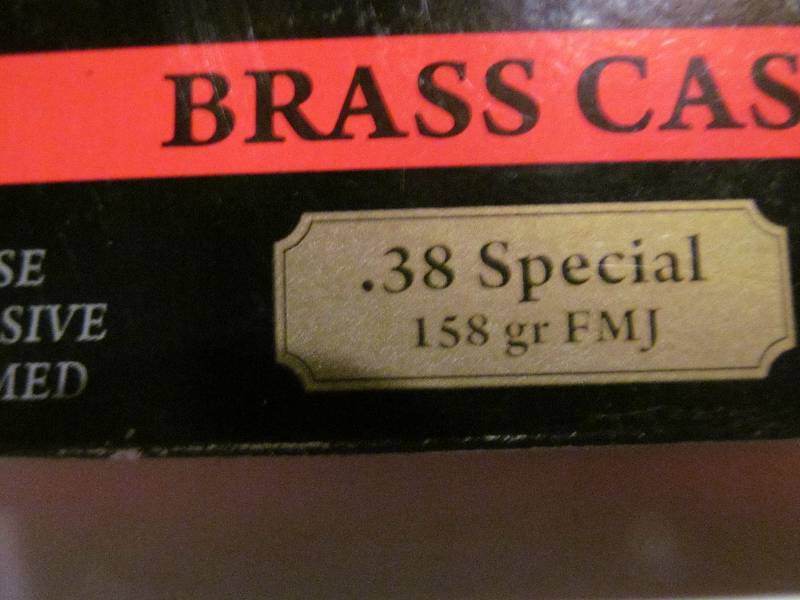 BRASS CAS
SE
SIVE
MED
.38 Special
158 gr FMJ